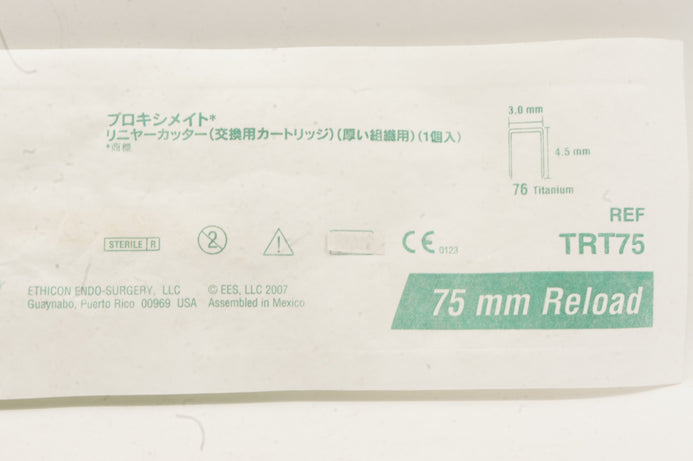 プロキシメイト*
リニヤーカッター(交換用カートリッジ)(厚い組織用)(1個入)
*商標
3.0 mm
4.5 mm
76 Titanium
REF
TRT75
STERILE R
2
CE 0123
75 mm Reload
ETHICON ENDO-SURGERY, LLC
Guaynabo, Puerto Rico 00969 USA
© EES, LLC 2007
Assembled in Mexico